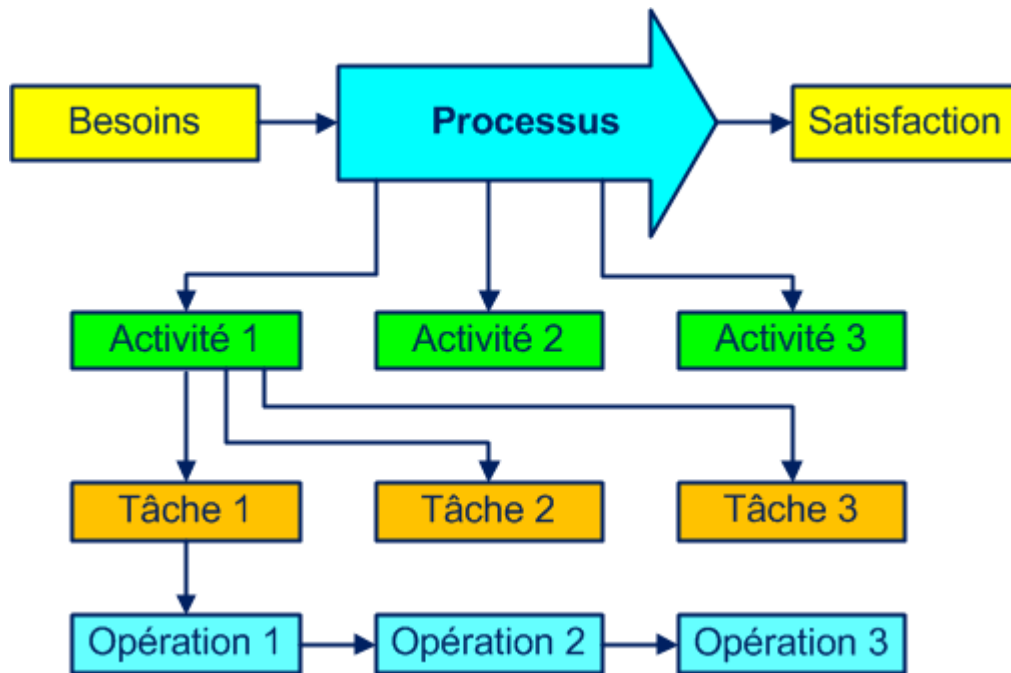 Besoins
Processus
Satisfaction
Activité 1
Activité 2
Activité 3
Tâche 1
Tâche 2
Tâche 3
Opération 1
Opération 2
Opération 3